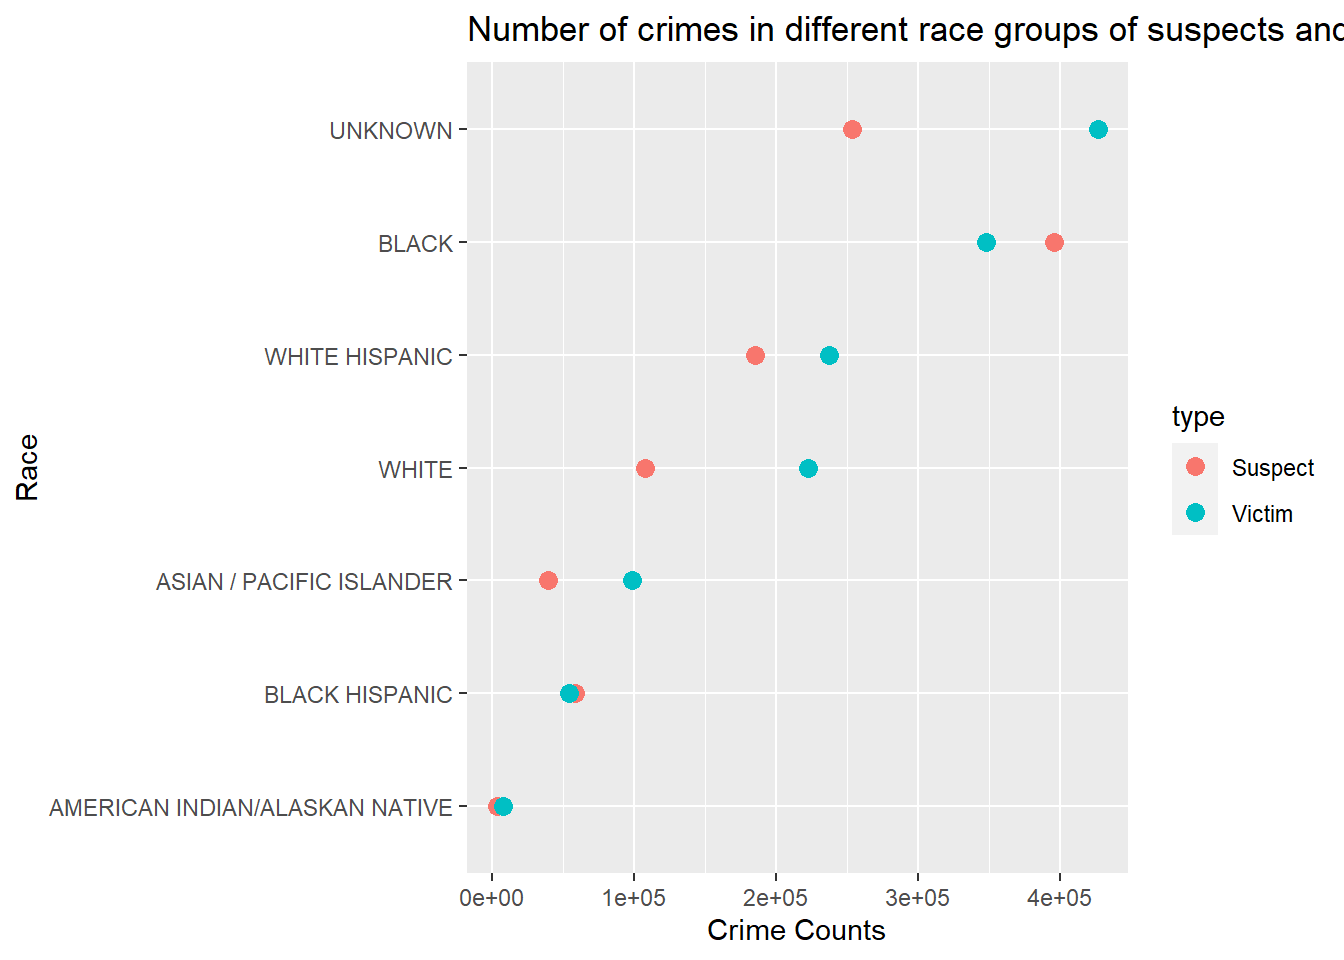 Number of crimes in different race groups of suspects and
UNKNOWN
BLACK
WHITE HISPANIC
WHITE
ASIAN / PACIFIC ISLANDER
BLACK HISPANIC
AMERICAN INDIAN/ALASKAN NATIVE
Race
0e+00 1e+05 2e+05 3e+05 4e+05
Crime Counts
type
Suspect
Victim